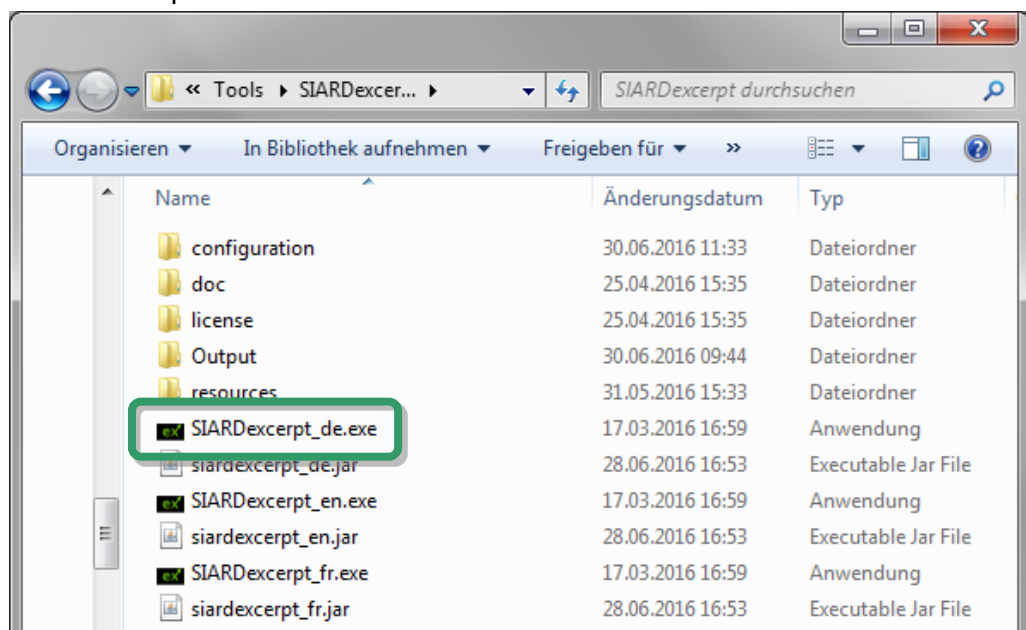 « Tools ▸ SIARDexcer... ▸ SIARDexcerpt durchsuchen
Organisieren ▾ In Bibliothek aufnehmen ▾ Freigeben für ▾ »
Name Änderungsdatum Typ
configuration 30.06.2016 11:33 Dateiordner
doc 25.04.2016 15:35 Dateiordner
license 25.04.2016 15:35 Dateiordner
Output 30.06.2016 09:44 Dateiordner
resources 31.05.2016 15:33 Dateiordner
SIARDexcerpt_de.exe 17.03.2016 16:59 Anwendung
siardexcerpt_de.jar 28.06.2016 16:53 Executable Jar File
SIARDexcerpt_en.exe 17.03.2016 16:59 Anwendung
siardexcerpt_en.jar 28.06.2016 16:53 Executable Jar File
SIARDexcerpt_fr.exe 17.03.2016 16:59 Anwendung
siardexcerpt_fr.jar 28.06.2016 16:53 Executable Jar File